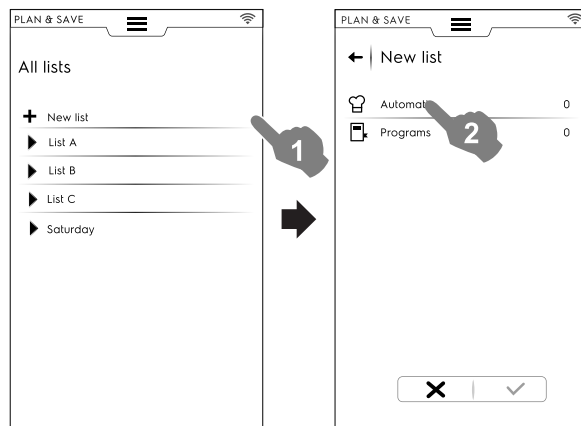 PLAN & SAVE
All lists
New list
List A
List B
List C
Saturday
1
PLAN & SAVE
New list
0
Programs 0
2